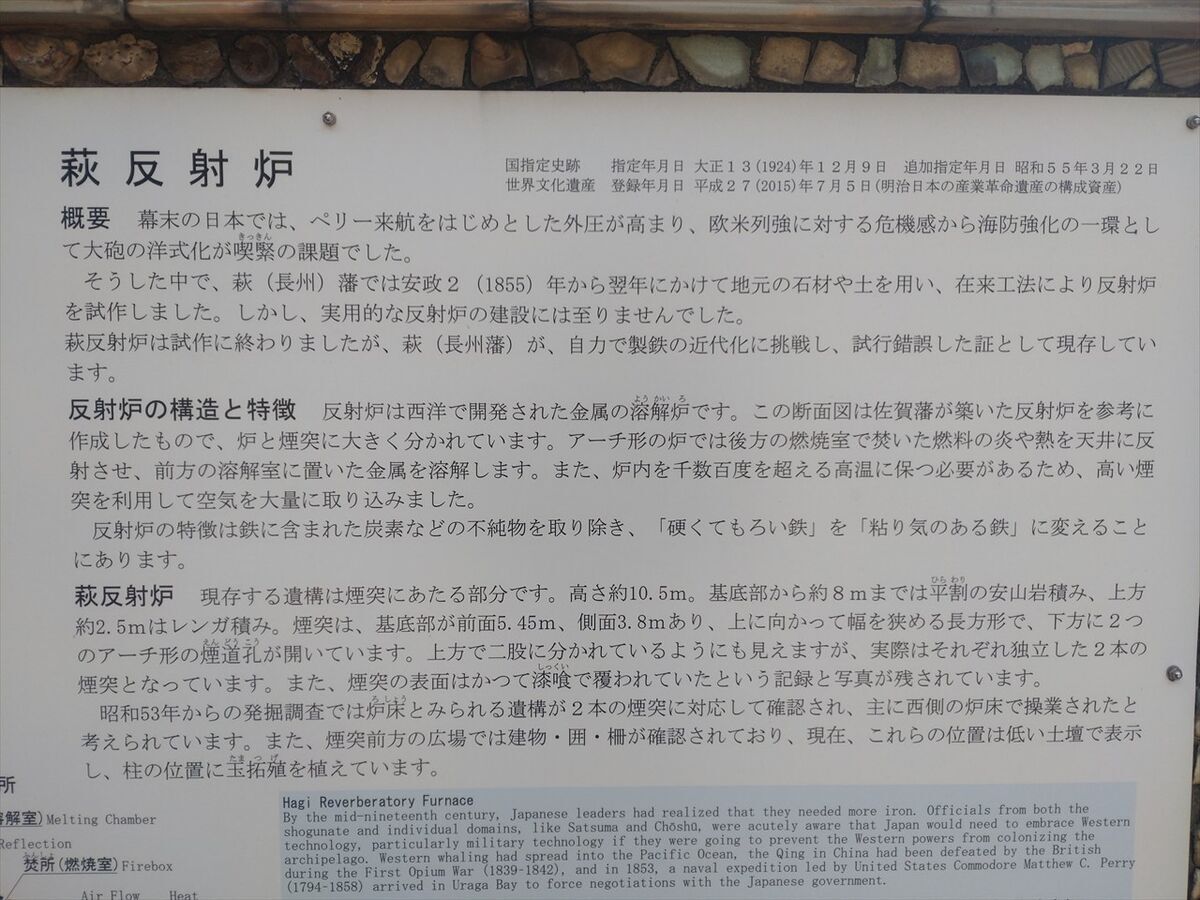 萩反射炉
国指定史跡 指定年月日 大正13(1924)年12月9日 追加指定年月日 昭和55年3月22日
世界文化遺産 登録年月日 平成27(2015)年7月5日(明治日本の産業革命遺産の構成資産)
概要 幕末の日本では、ペリー来航をはじめとした外圧が高まり、欧米列強に対する危機感から海防強化の一環とし
て大砲の洋式化が喫緊の課題でした。
そうした中で、萩（長州）藩では安政2（1855）年から翌年にかけて地元の石材や土を用い、在来工法により反射炉
を試作しました。しかし、実用的な反射炉の建設には至りませんでした。
萩反射炉は試作に終わりましたが、萩（長州藩）が、自力で製鉄の近代化に挑戦し、試行錯誤した証として現存してい
ます。
反射炉の構造と特徴 反射炉は西洋で開発された金属の溶解炉です。この断面図は佐賀藩が築いた反射炉を参考に
作成したもので、炉と煙突に大きく分かれています。アーチ形の炉では後方の燃焼室で焚いた燃料の炎や熱を天井に反
射させ、前方の溶解室に置いた金属を溶解します。また、炉内を千数百度を超える高温に保つ必要があるため、高い煙
突を利用して空気を大量に取り込みました。
反射炉の特徴は鉄に含まれた炭素などの不純物を取り除き、「硬くてもろい鉄」を「粘り気のある鉄」に変えること
にあります。
萩反射炉 現存する遺構は煙突にあたる部分です。高さ約10.5m。基底部から約8mまでは平割の安山岩積み、上方
約2.5mはレンガ積み。煙突は、基底部が前面5.45m、側面3.8mあり、上に向かって幅を狭める長方形で、下方に2つ
のアーチ形の煙道孔が開いています。上方で二股に分かれているようにも見えますが、実際はそれぞれ独立した2本の
煙突となっています。また、煙突の表面はかつて漆喰で覆われていたという記録と写真が残されています。
昭和53年からの発掘調査では炉床とみられる遺構が2本の煙突に対応して確認され、主に西側の炉床で操業されたと
考えられています。また、煙突前方の広場では建物・囲・柵が確認されており、現在、これらの位置は低い土壇で表示
し、柱の位置に玉拓殖を植えています。
所
溶解室) Melting Chamber
Reflection
焚所(燃焼室) Firebox
Air Flow Heat
Hagi Reverberatory Furnace
By the mid-nineteenth century, Japanese leaders had realized that they needed more iron. Officials from both the
shogunate and individual domains, like Satsuma and Chōshū, were acutely aware that Japan would need to embrace Western
technology, particularly military technology if they were going to prevent the Western powers from colonizing the
archipelago. Western whaling had spread into the Pacific Ocean, the Qing in China had been defeated by the British
during the First Opium War (1839-1842), and in 1853, a naval expedition led by United States Commodore Matthew C. Perry
(1794-1858) arrived in Uraga Bay to force negotiations with the Japanese government.